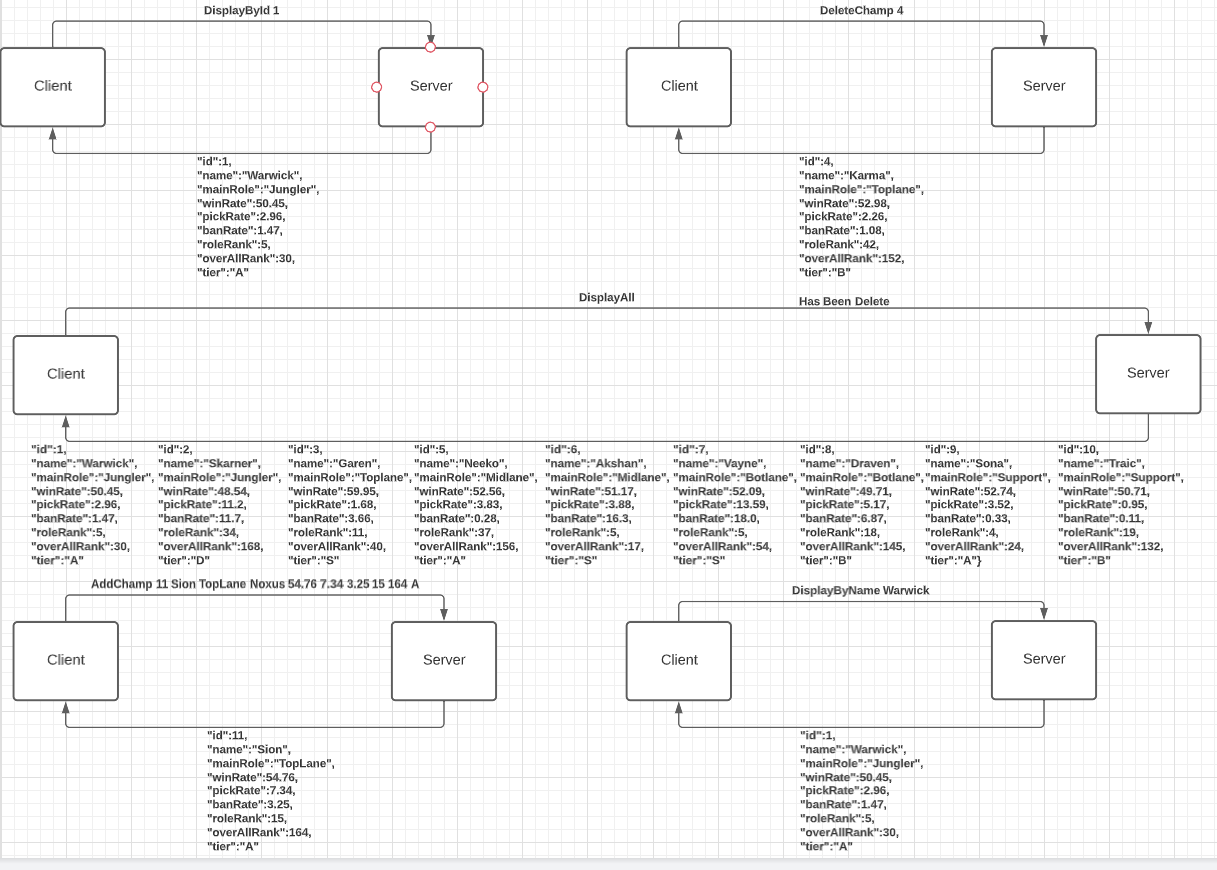 DisplayById 1
Client
Server
"id":1,
"name":"Warwick",
"mainRole":"Jungler",
"winRate":50.45,
"pickRate":2.96,
"banRate":1.47,
"roleRank":5,
"overAllRank":30,
"tier":"A"
DeleteChamp 4
Client
Server
"id":4,
"name":"Karma",
"mainRole":"Toplane",
"winRate":52.98,
"pickRate":2.26,
"banRate":1.08,
"roleRank":42,
"overAllRank":152,
"tier":"B"
Has Been Delete
DisplayAll
Client
Server
"id":1,
"name":"Warwick",
"mainRole":"Jungler",
"winRate":50.45,
"pickRate":2.96,
"banRate":1.47,
"roleRank":5,
"overAllRank":30,
"tier":"A"
"id":2,
"name":"Skarner",
"mainRole":"Jungler",
"winRate":48.54,
"pickRate":11.2,
"banRate":11.7,
"roleRank":34,
"overAllRank":168,
"tier":"D"
"id":3,
"name":"Garen",
"mainRole":"Toplane",
"winRate":59.95,
"pickRate":1.68,
"banRate":3.66,
"roleRank":11,
"overAllRank":40,
"tier":"S"
"id":5,
"name":"Neeko",
"mainRole":"Midlane",
"winRate":52.56,
"pickRate":3.83,
"banRate":0.28,
"roleRank":37,
"overAllRank":156,
"tier":"A"
"id":6,
"name":"Akshan",
"mainRole":"Midlane",
"winRate":51.17,
"pickRate":3.88,
"banRate":16.3,
"roleRank":5,
"overAllRank":17,
"tier":"S"
"id":7,
"name":"Vayne",
"mainRole":"Botlane",
"winRate":52.09,
"pickRate":13.59,
"banRate":18.0,
"roleRank":5,
"overAllRank":54,
"tier":"S"
"id":8,
"name":"Draven",
"mainRole":"Botlane",
"winRate":49.71,
"pickRate":5.17,
"banRate":6.87,
"roleRank":18,
"overAllRank":145,
"tier":"B"
"id":9,
"name":"Sona",
"mainRole":"Support",
"winRate":52.74,
"pickRate":3.52,
"banRate":0.33,
"roleRank":4,
"overAllRank":24,
"tier":"A"}
"id":10,
"name":"Traic",
"mainRole":"Support",
"winRate":50.71,
"pickRate":0.95,
"banRate":0.11,
"roleRank":19,
"overAllRank":132,
"tier":"B"
AddChamp 11 Sion TopLane Noxus 54.76 7.34 3.25 15 164 A
Client
Server
"id":11,
"name":"Sion",
"mainRole":"TopLane",
"winRate":54.76,
"pickRate":7.34,
"banRate":3.25,
"roleRank":15,
"overAllRank":164,
"tier":"A"
DisplayByName Warwick
Client
Server
"id":1,
"name":"Warwick",
"mainRole":"Jungler",
"winRate":50.45,
"pickRate":2.96,
"banRate":1.47,
"roleRank":5,
"overAllRank":30,
"tier":"A"